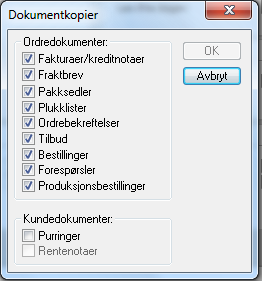 Dokumentkopier
Ordredokumenter:
Fakturaer/kreditnotaer
Fraktbrev
Pakksedler
Plukklister
Ordrebekreftelser
Tilbud
Bestillinger
Forespørsler
Produksjonsbestillinger
OK
Avbryt
Kundedokumenter:
Purringer
Rentenotaer